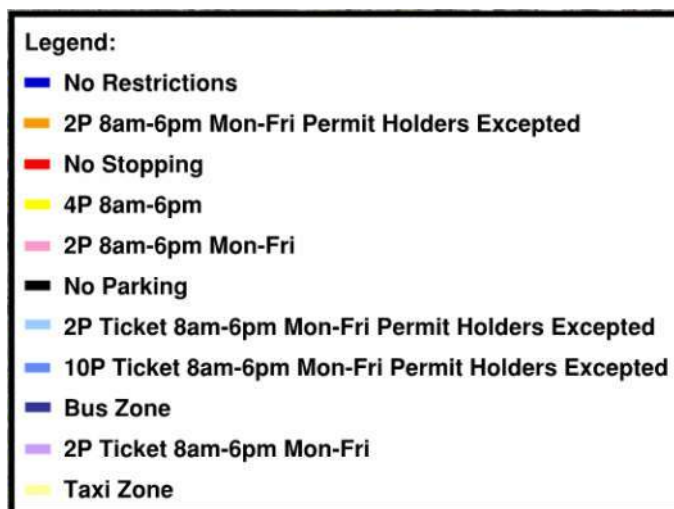 Legend:
No Restrictions
2P 8am-6pm Mon-Fri Permit Holders Excepted
No Stopping
4P 8am-6pm
2P 8am-6pm Mon-Fri
No Parking
2P Ticket 8am-6pm Mon-Fri Permit Holders Excepted
10P Ticket 8am-6pm Mon-Fri Permit Holders Excepted
Bus Zone
2P Ticket 8am-6pm Mon-Fri
Taxi Zone